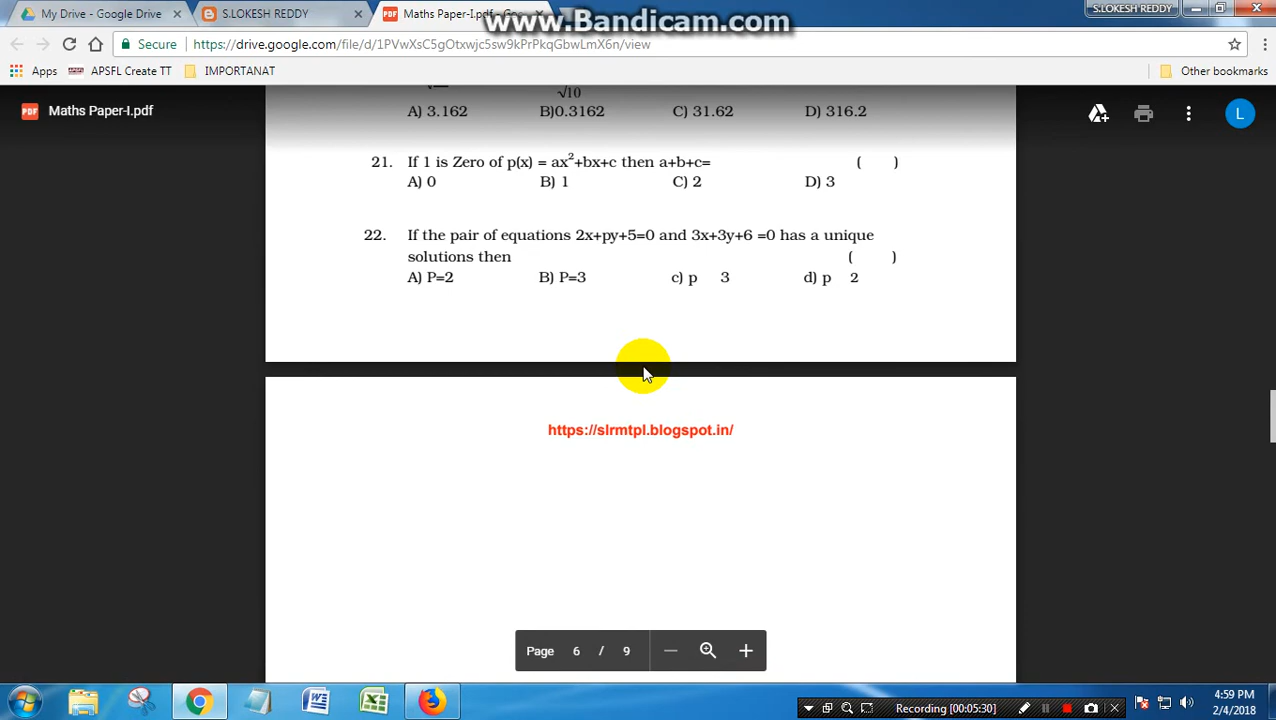 www.Bandicam.com
My Drive - Google Drive
S.LOKESH REDDY
Maths Paper-I.pdf
S.LOKESH REDDY
Secure
https://drive.google.com/file/d/1PVwXsC5gOtxwjc5sw9kPrPkqGbwLmX6n/view
Apps APSFL Create TT IMPORTANAT Other bookmarks
PDF Maths Paper-I.pdf L
√10
A) 3.162 B)0.3162 C) 31.62 D) 316.2
21. If 1 is Zero of p(x) = ax²+bx+c then a+b+c= ( )
A) 0 B) 1 C) 2 D) 3
22. If the pair of equations 2x+py+5=0 and 3x+3y+6 =0 has a unique
solutions then ( )
A) P=2 B) P=3 c) p 3 d) p 2
https://slrmtpl.blogspot.in/
Page 6 / 9
4:59 PM
Recording [00:05:30]
2/4/2018